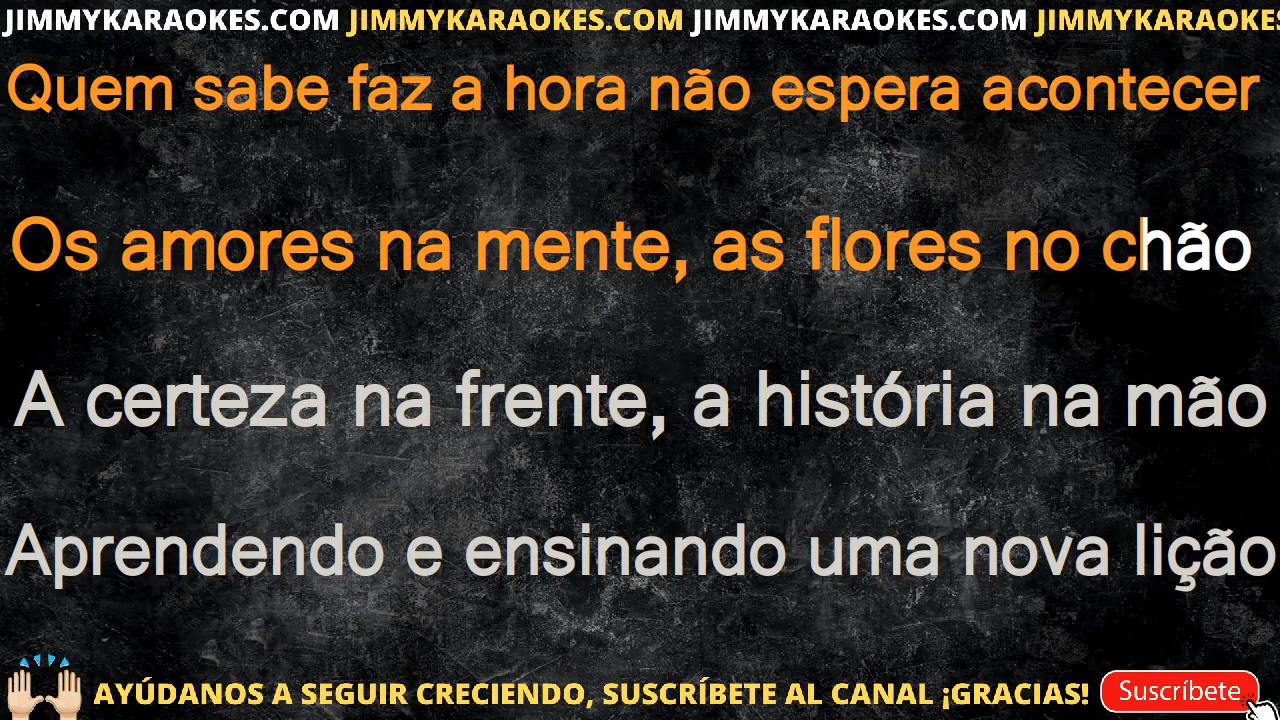 JIMMYKARAOKES.COM JIMMYKARAOKES.COM JIMMYKARAOKES.COM JIMMYKARAOKES
Quem sabe faz a hora não espera acontecer
Os amores na mente, as flores no chão
A certeza na frente, a história na mão
Aprendendo e ensinando uma nova lição
AYÚDANOS A SEGUIR CRECIENDO, SUSCRÍBETE AL CANAL ¡GRACIAS! Suscríbete